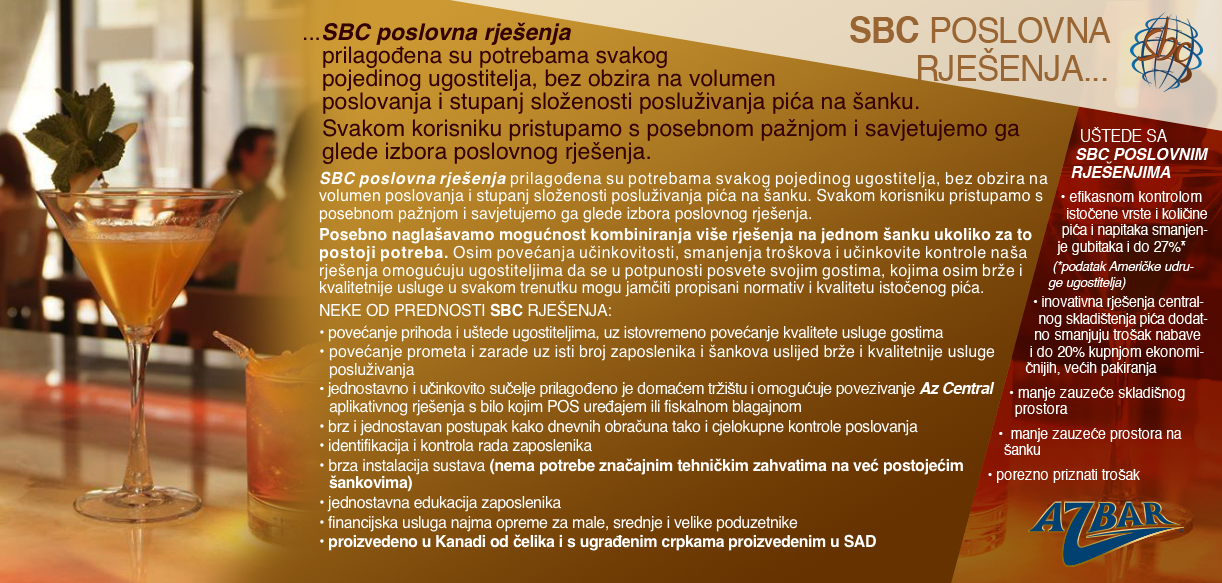 ...SBC poslovna rješenja
prilagođena su potrebama svakog
pojedinog ugostitelja, bez obzira na volumen
poslovanja i stupanj složenosti posluživanja pića na šanku.
Svakom korisniku pristupamo s posebnom pažnjom i savjetujemo ga
glede izbora poslovnog rješenja.
SBC poslovna rješenja prilagođena su potrebama svakog pojedinog ugostitelja, bez obzira na
volumen poslovanja i stupanj složenosti posluživanja pića na šanku. Svakom korisniku pristupamo s
posebnom pažnjom i savjetujemo ga glede izbora poslovnog rješenja.
Posebno naglašavamo mogućnost kombiniranja više rješenja na jednom šanku ukoliko za to
postoji potreba. Osim povećanja učinkovitosti, smanjenja troškova i učinkovite kontrole naša
rješenja omogućuju ugostiteljima da se u potpunosti posvete svojim gostima, kojima osim brže i
kvalitetnije usluge u svakom trenutku mogu jamčiti propisani normativ i kvalitetu istočenog pića.
NEKE OD PREDNOSTI SBC RJEŠENJA:
• povećanje prihoda i uštede ugostiteljima, uz istovremeno povećanje kvalitete usluge gostima
• povećanje prometa i zarade uz isti broj zaposlenika i šankova uslijed brže i kvalitetnije usluge
posluživanja
• jednostavno i učinkovito sučelje prilagođeno je domaćem tržištu i omogućuje povezivanje Az Central
aplikativnog rješenja s bilo kojim POS uređajem ili fiskalnom blagajnom
• brz i jednostavan postupak kako dnevnih obračuna tako i cjelokupne kontrole poslovanja
• identifikacija i kontrola rada zaposlenika
• brza instalacija sustava (nema potrebe značajnim tehničkim zahvatima na već postojećim
šankovima)
• jednostavna edukacija zaposlenika
• financijska usluga najma opreme za male, srednje i velike poduzetnike
• proizvedeno u Kanadi od čelika i s ugrađenim crpkama proizvedenim u SAD
SBC POSLOVNA
RJEŠENJA...
sbc
UŠTEDE SA
SBC POSLOVNIM
RJEŠENJIMA
• efikasnom kontrolom
istočene vrste i količine
pića i napitaka smanjen-
je gubitaka i do 27%*
(*podatak Američke udru-
ge ugostitelja)
• inovativna rješenja central-
nog skladištenja pića dodat-
no smanjuju trošak nabave
i do 20% kupnjom ekonomi-
čnijih, većih pakiranja
• manje zauzeće skladišnog
prostora
• manje zauzeće prostora na
šanku
• porezno priznati trošak
AZBAR